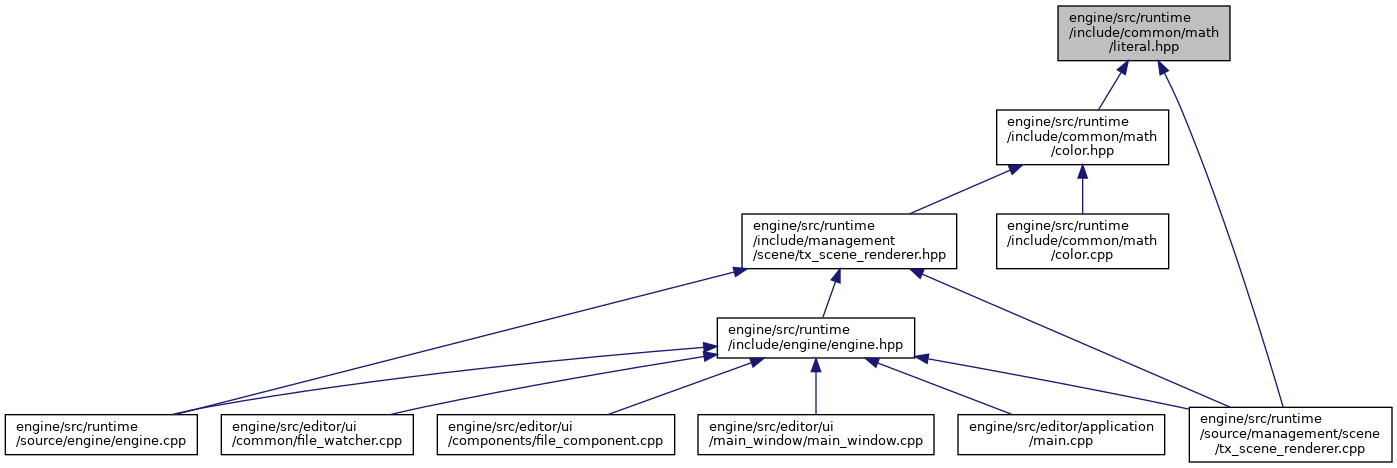 engine/src/runtime
/include/common/math
/literal.hpp
engine/src/runtime
/include/common/math
/color.hpp
engine/src/runtime
/include/management
/scene/tx_scene_renderer.hpp
engine/src/runtime
/include/common/math
/color.cpp
engine/src/runtime
/include/engine/engine.hpp
engine/src/runtime
/source/engine/engine.cpp
engine/src/editor/ui
/common/file_watcher.cpp
engine/src/editor/ui
/components/file_component.cpp
engine/src/editor/ui
/main_window/main_window.cpp
engine/src/editor/application
/main.cpp
engine/src/runtime
/source/management/scene
/tx_scene_renderer.cpp